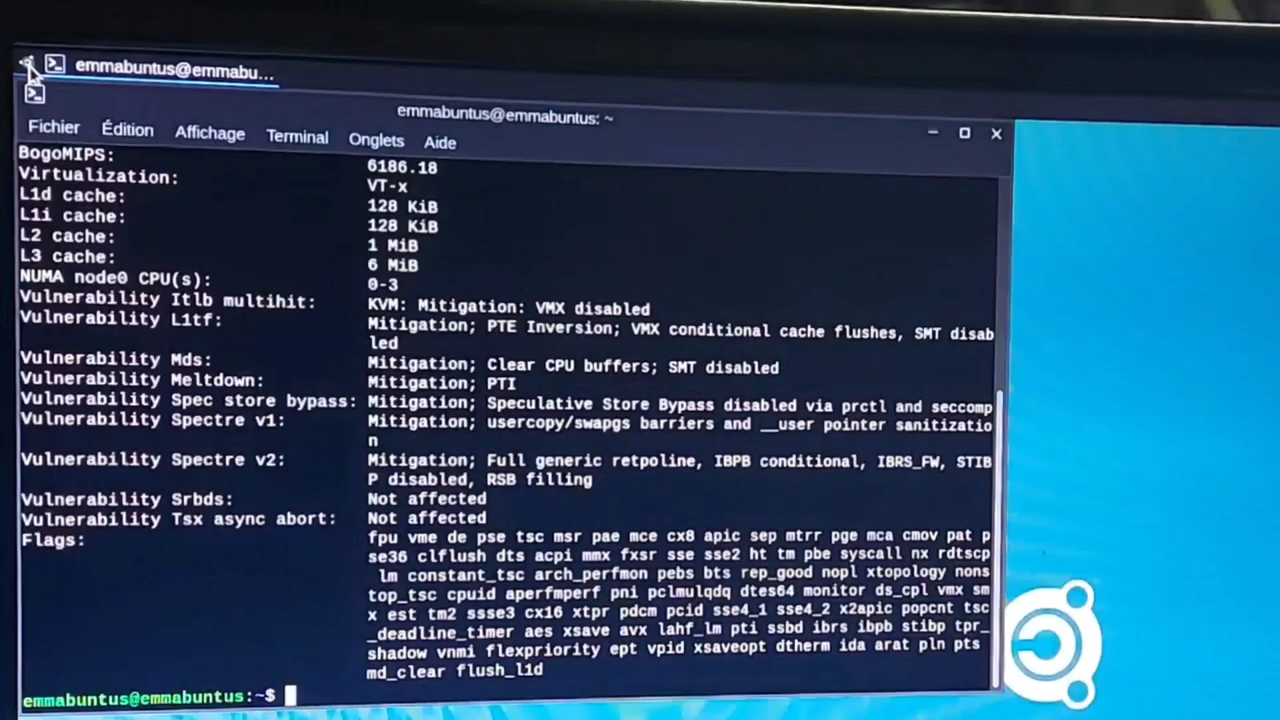 emmabuntus@emmabu...
emmabuntus@emmabuntus: ~
Fichier Édition Affichage Terminal Onglets Aide
BogoMIPS: 6186.18
Virtualization: VT-x
L1d cache: 128 KiB
L1i cache: 128 KiB
L2 cache: 1 MiB
L3 cache: 6 MiB
NUMA node0 CPU(s): 0-3
Vulnerability Itlb multihit: KVM: Mitigation: VMX disabled
Vulnerability L1tf: Mitigation; PTE Inversion; VMX conditional cache flushes, SMT disab
led
Vulnerability Mds: Mitigation; Clear CPU buffers; SMT disabled
Vulnerability Meltdown: Mitigation; PTI
Vulnerability Spec store bypass: Mitigation; Speculative Store Bypass disabled via prctl and seccomp
Vulnerability Spectre v1: Mitigation; usercopy/swapgs barriers and __user pointer sanitizatio
n
Vulnerability Spectre v2: Mitigation; Full generic retpoline, IBPB conditional, IBRS_FW, STIB
P disabled, RSB filling
Vulnerability Srbds: Not affected
Vulnerability Tsx async abort: Not affected
Flags: fpu vme de pse tsc msr pae mce cx8 apic sep mtrr pge mca cmov pat p
se36 clflush dts acpi mmx fxsr sse sse2 ht tm pbe syscall nx rdtscp
lm constant_tsc arch_perfmon pebs bts rep_good nopl xtopology nons
top_tsc cpuid aperfmperf pni pclmulqdq dtes64 monitor ds_cpl vmx sm
x est tm2 ssse3 cx16 xtpr pdcm pcid sse4_1 sse4_2 x2apic popcnt tsc
_deadline_timer aes xsave avx lahf_lm pti ssbd ibrs ibpb stibp tpr_
shadow vnmi flexpriority ept vpid xsaveopt dtherm ida arat pln pts
md_clear flush_l1d
emmabuntus@emmabuntus:~$